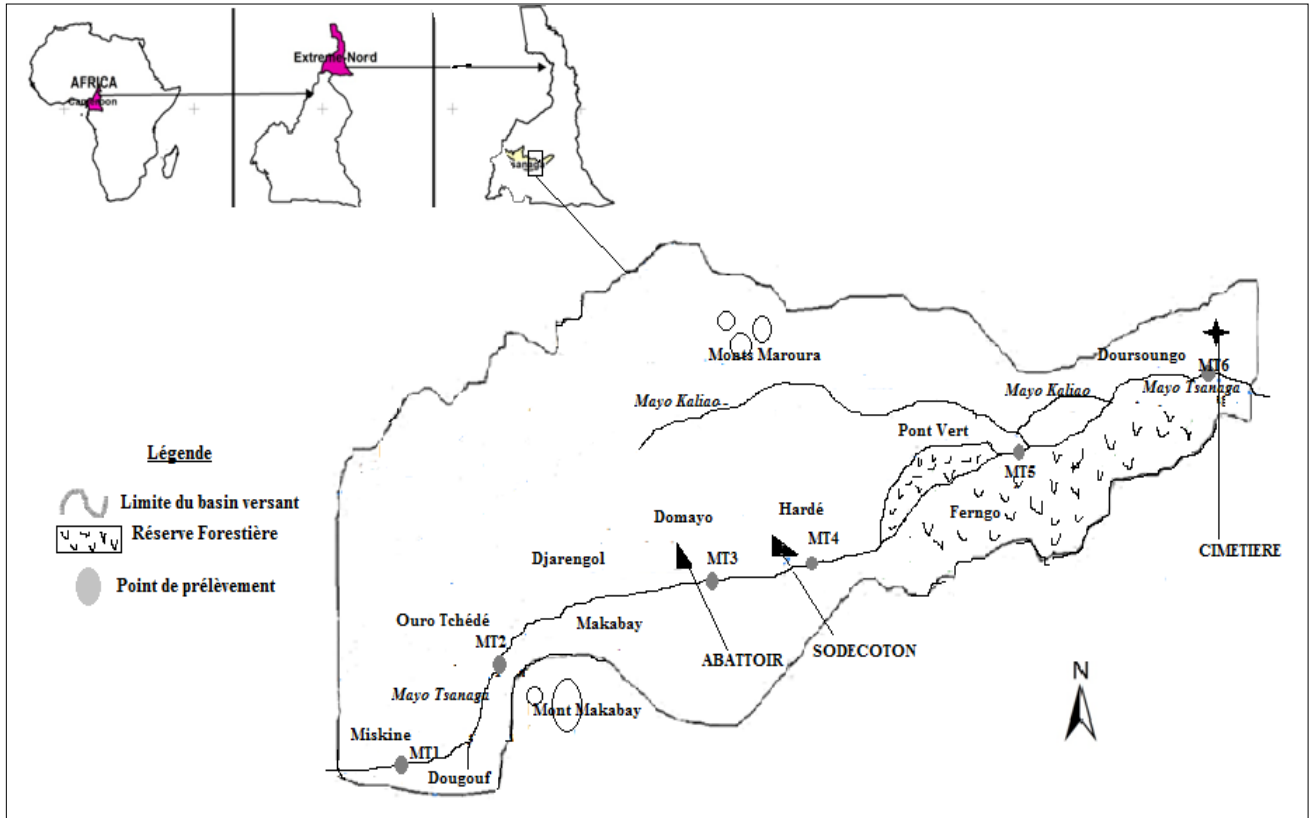 AFRICA
Cameroon
Extreme-Nord
sanaga
Monts Maroura
Doursoungo
MT6
Mayo Kaliao
Mayo Kaliao
Mayo Tsanaga
Pont Vert
MT5
Légende
Limite du basin versant
Réserve Forestière
Point de prélèvement
Domayo
Hardé
Ferngo
MT4
MT3
CIMETIERE
Djarengol
Ouro Tchédé
Makabay
MT2
SODECOTON
ABATTOIR
N
Mayo Tsanaga
Mont Makabay
Miskine
MT1
Dougouf